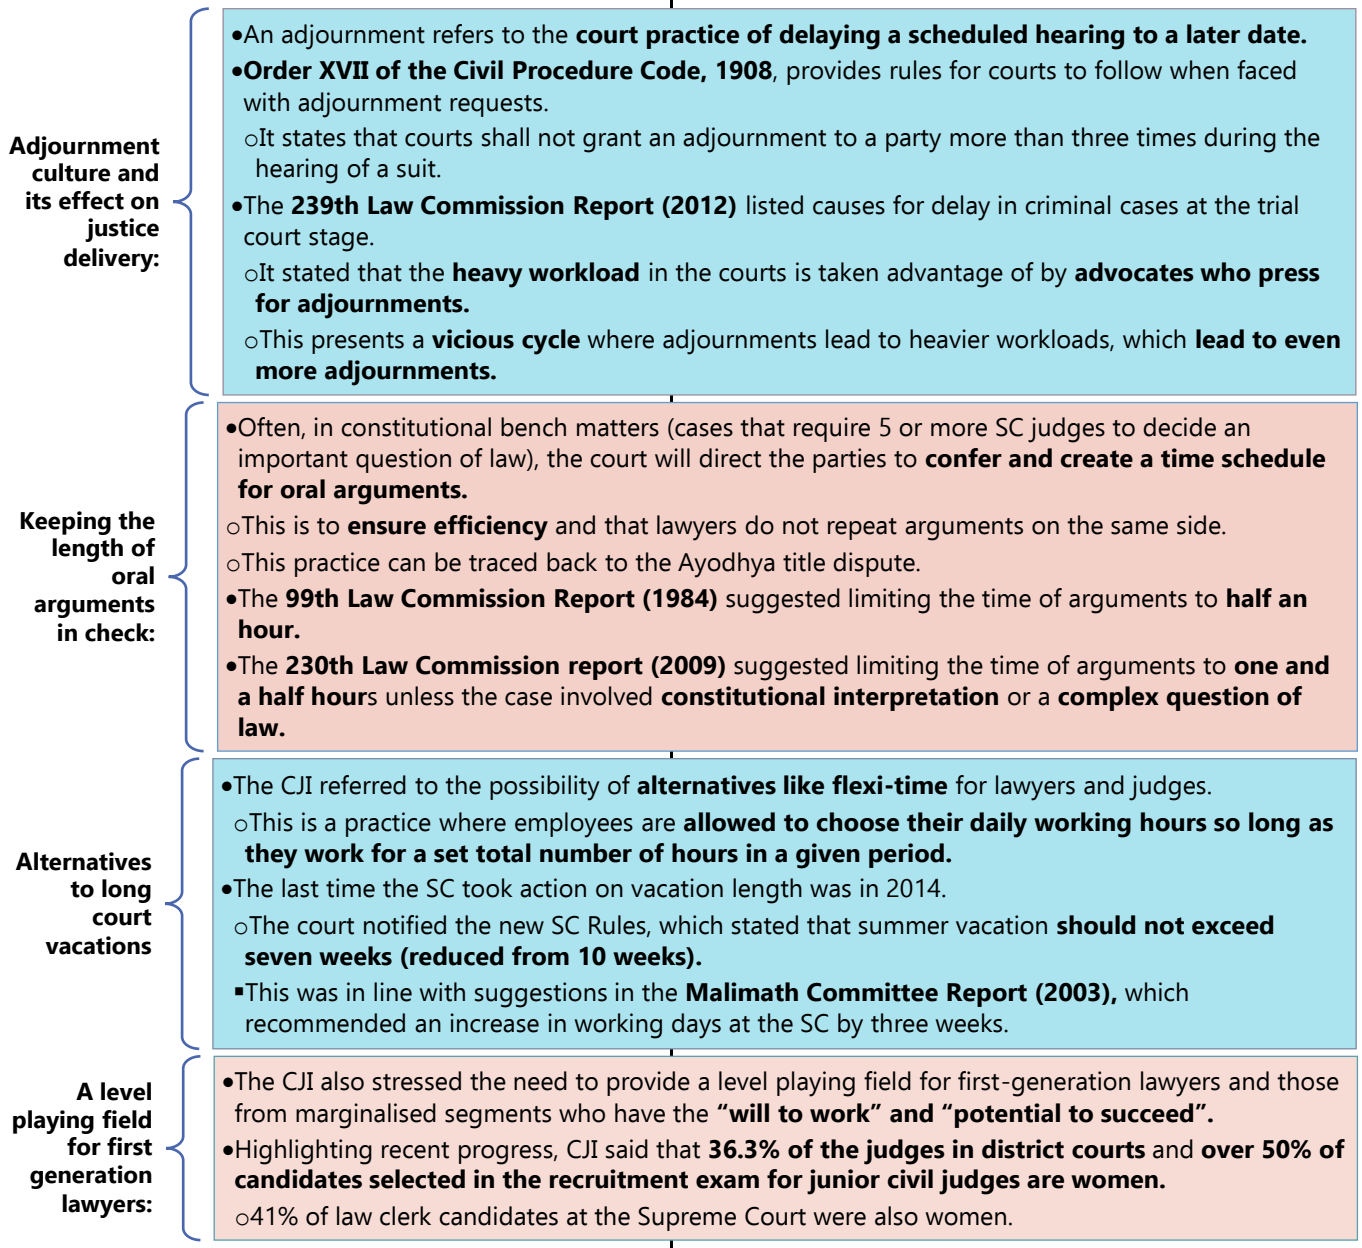 Adjournment
culture and
its effect on
justice
delivery:
•An adjournment refers to the court practice of delaying a scheduled hearing to a later date.
•Order XVII of the Civil Procedure Code, 1908, provides rules for courts to follow when faced
with adjournment requests.
oIt states that courts shall not grant an adjournment to a party more than three times during the
hearing of a suit.
•The 239th Law Commission Report (2012) listed causes for delay in criminal cases at the trial
court stage.
oIt stated that the heavy workload in the courts is taken advantage of by advocates who press
for adjournments.
oThis presents a vicious cycle where adjournments lead to heavier workloads, which lead to even
more adjournments.
Keeping the
length of
oral
arguments
in check:
•Often, in constitutional bench matters (cases that require 5 or more SC judges to decide an
important question of law), the court will direct the parties to confer and create a time schedule
for oral arguments.
oThis is to ensure efficiency and that lawyers do not repeat arguments on the same side.
oThis practice can be traced back to the Ayodhya title dispute.
•The 99th Law Commission Report (1984) suggested limiting the time of arguments to half an
hour.
•The 230th Law Commission report (2009) suggested limiting the time of arguments to one and
a half hours unless the case involved constitutional interpretation or a complex question of
law.
Alternatives
to long
court
vacations
•The CJI referred to the possibility of alternatives like flexi-time for lawyers and judges.
oThis is a practice where employees are allowed to choose their daily working hours so long as
they work for a set total number of hours in a given period.
•The last time the SC took action on vacation length was in 2014.
oThe court notified the new SC Rules, which stated that summer vacation should not exceed
seven weeks (reduced from 10 weeks).
▪This was in line with suggestions in the Malimath Committee Report (2003), which
recommended an increase in working days at the SC by three weeks.
A level
playing field
for first
generation
lawyers:
•The CJI also stressed the need to provide a level playing field for first-generation lawyers and those
from marginalised segments who have the “will to work” and “potential to succeed”.
•Highlighting recent progress, CJI said that 36.3% of the judges in district courts and over 50% of
candidates selected in the recruitment exam for junior civil judges are women.
o41% of law clerk candidates at the Supreme Court were also women.